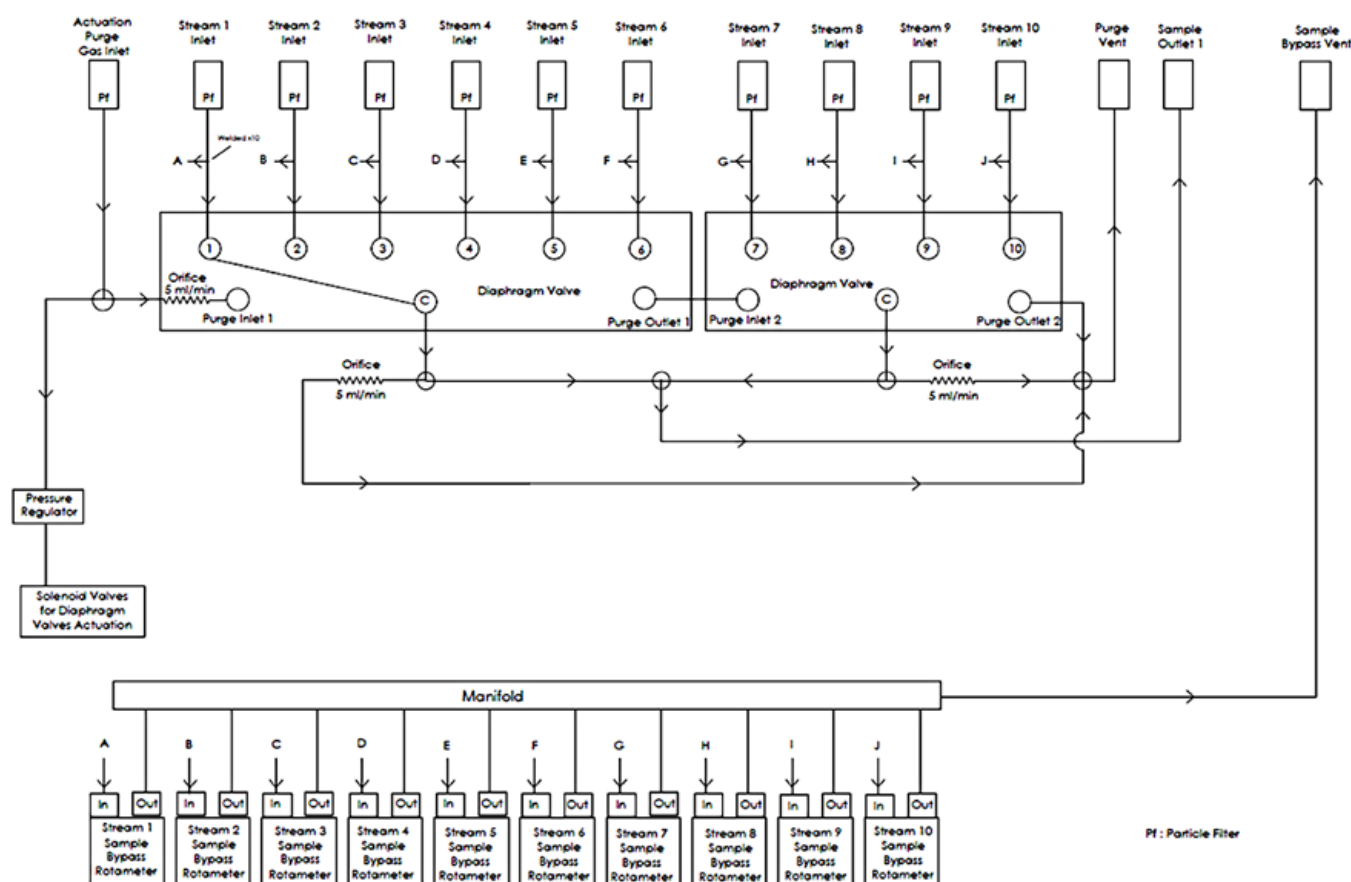 Actuation
Purge
Gas Inlet
Stream 1
Inlet
Stream 2
Inlet
Stream 3
Inlet
Stream 4
Inlet
Stream 5
Inlet
Stream 6
Inlet
Stream 7
Inlet
Stream 8
Inlet
Stream 9
Inlet
Stream 10
Inlet
Purge
Vent
Sample
Outlet 1
Sample
Bypass Vent
Pf
Pf
Pf
Pf
Pf
Pf
Pf
Pf
Pf
Pf
Pf
Welded x10
A
B
C
D
E
F
G
H
I
J
1
2
3
4
5
6
7
8
9
10
Orifice
5 ml/min
Purge Inlet 1
C
Diaphragm Valve
Purge Outlet 1
Purge Inlet 2
Diaphragm Valve
C
Purge Outlet 2
Orifice
5 ml/min
Orifice
5 ml/min
Pressure
Regulator
Solenoid Valves
for Diaphragm
Valves Actuation
Manifold
A
B
C
D
E
F
G
H
I
J
In
Out
In
Out
In
Out
In
Out
In
Out
In
Out
In
Out
In
Out
In
Out
In
Out
Stream 1
Sample
Bypass
Rotameter
Stream 2
Sample
Bypass
Rotameter
Stream 3
Sample
Bypass
Rotameter
Stream 4
Sample
Bypass
Rotameter
Stream 5
Sample
Bypass
Rotameter
Stream 6
Sample
Bypass
Rotameter
Stream 7
Sample
Bypass
Rotameter
Stream 8
Sample
Bypass
Rotameter
Stream 9
Sample
Bypass
Rotameter
Stream 10
Sample
Bypass
Rotameter
Pf : Particle Filter